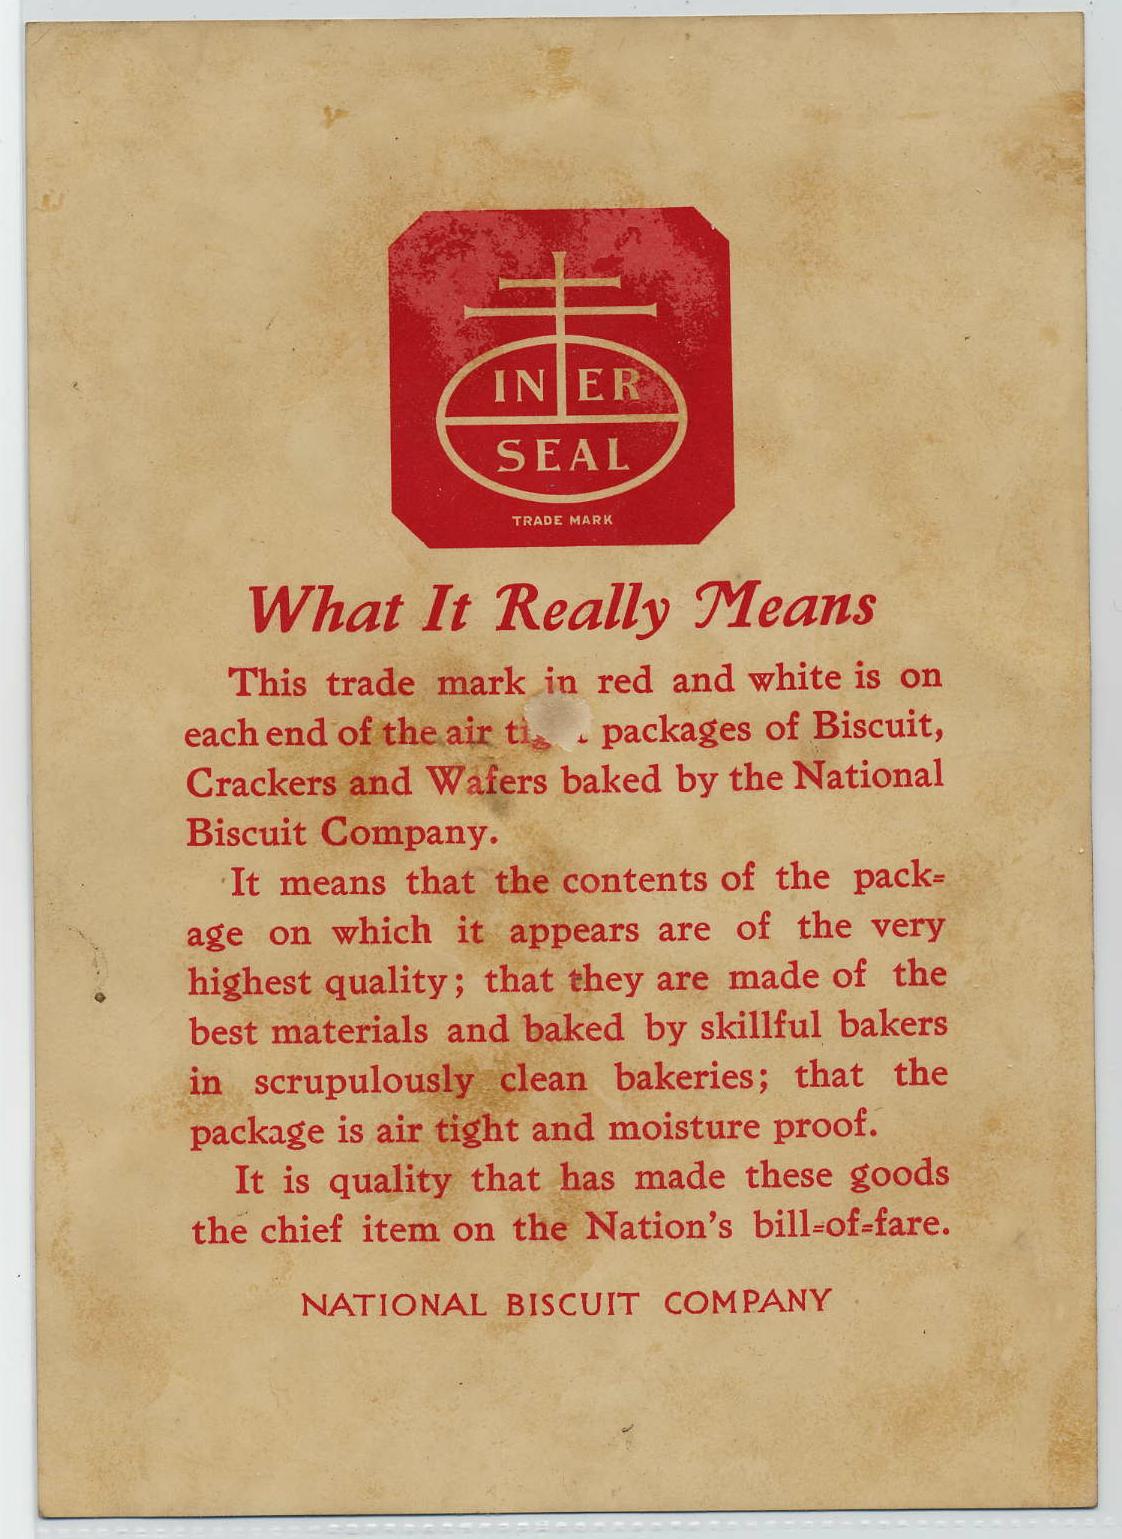 INTER
SEAL
TRADE MARK
What It Really Means
This trade mark in red and white is on
each end of the air packages of Biscuit,
Crackers and Wafers baked by the National
Biscuit Company.
It means that the contents of the pack=
age on which it appears are of the very
highest quality; that they are made of the
best materials and baked by skillful bakers
in scrupulously clean bakeries; that the
package is air tight and moisture proof.
It is quality that has made these goods
the chief item on the Nation's bill=of=fare.
NATIONAL BISCUIT COMPANY